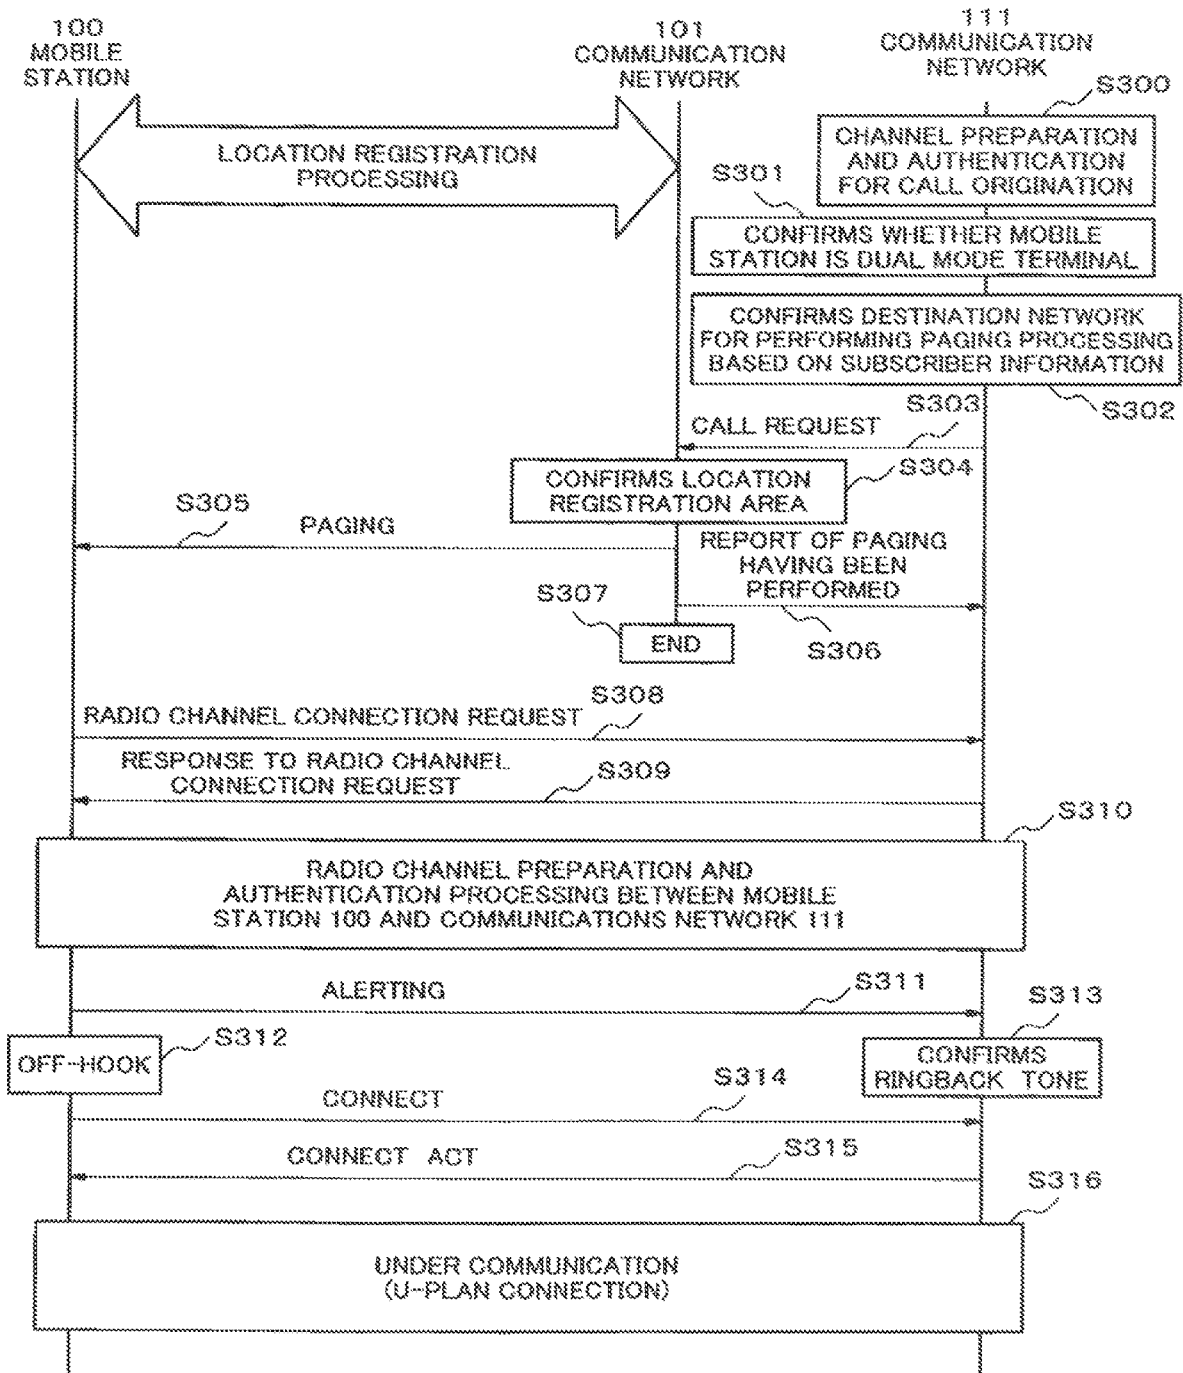 100
MOBILE
STATION
101
COMMUNICATION
NETWORK
111
COMMUNICATION
NETWORK
S300
CHANNEL PREPARATION
AND AUTHENTICATION
FOR CALL ORIGINATION
LOCATION REGISTRATION
PROCESSING
S301
CONFIRMS WHETHER MOBILE
STATION IS DUAL MODE TERMINAL
CONFIRMS DESTINATION NETWORK
FOR PERFORMING PAGING PROCESSING
BASED ON SUBSCRIBER INFORMATION
S302
S303
CALL REQUEST
S304
CONFIRMS LOCATION
REGISTRATION AREA
S305
PAGING
REPORT OF PAGING
HAVING BEEN
PERFORMED
S306
S307
END
S308
RADIO CHANNEL CONNECTION REQUEST
RESPONSE TO RADIO CHANNEL
CONNECTION REQUEST
S309
S310
RADIO CHANNEL PREPARATION AND
AUTHENTICATION PROCESSING BETWEEN MOBILE
STATION 100 AND COMMUNICATIONS NETWORK 111
ALERTING
S311
S312
OFF-HOOK
S313
CONFIRMS
RINGBACK TONE
CONNECT
S314
CONNECT ACT
S315
S316
UNDER COMMUNICATION
(U-PLAN CONNECTION)